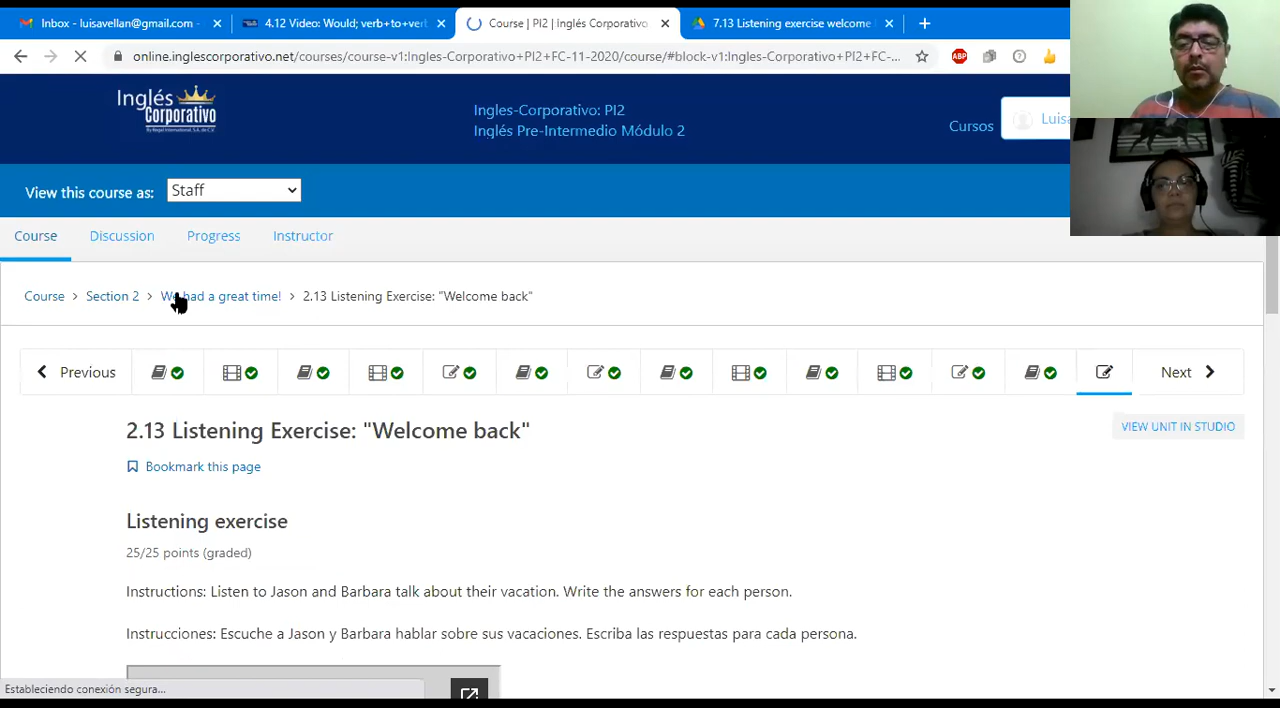 Inbox - luisavellan@gmail.com -
4.12 Video: Would; verb+to+verb
Course | PI2 | Inglés Corporativo
7.13 Listening exercise welcome
online.inglescorporativo.net/courses/course-v1:Ingles-Corporativo+PI2+FC-11-2020/course/#block-v1:Ingles-Corporativo+PI2+FC-...
ABP
Inglés
Corporativo
Ingles-Corporativo: PI2
Inglés Pre-Intermedio Módulo 2
Cursos
Luisa
View this course as:
Staff
Course
Discussion
Progress
Instructor
Course > Section 2 > We had a great time! > 2.13 Listening Exercise: "Welcome back"
Previous
Next
2.13 Listening Exercise: "Welcome back"
VIEW UNIT IN STUDIO
Bookmark this page
Listening exercise
25/25 points (graded)
Instructions: Listen to Jason and Barbara talk about their vacation. Write the answers for each person.
Instrucciones: Escuche a Jason y Barbara hablar sobre sus vacaciones. Escriba las respuestas para cada persona.
Estableciendo conexión segura...